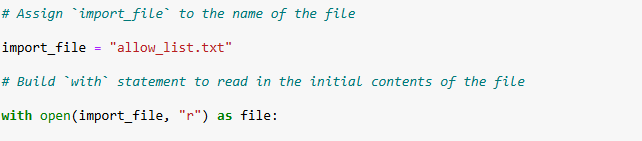 # Assign `import_file` to the name of the file
import_file = "allow_list.txt"
# Build `with` statement to read in the initial contents of the file
with open(import_file, "r") as file: